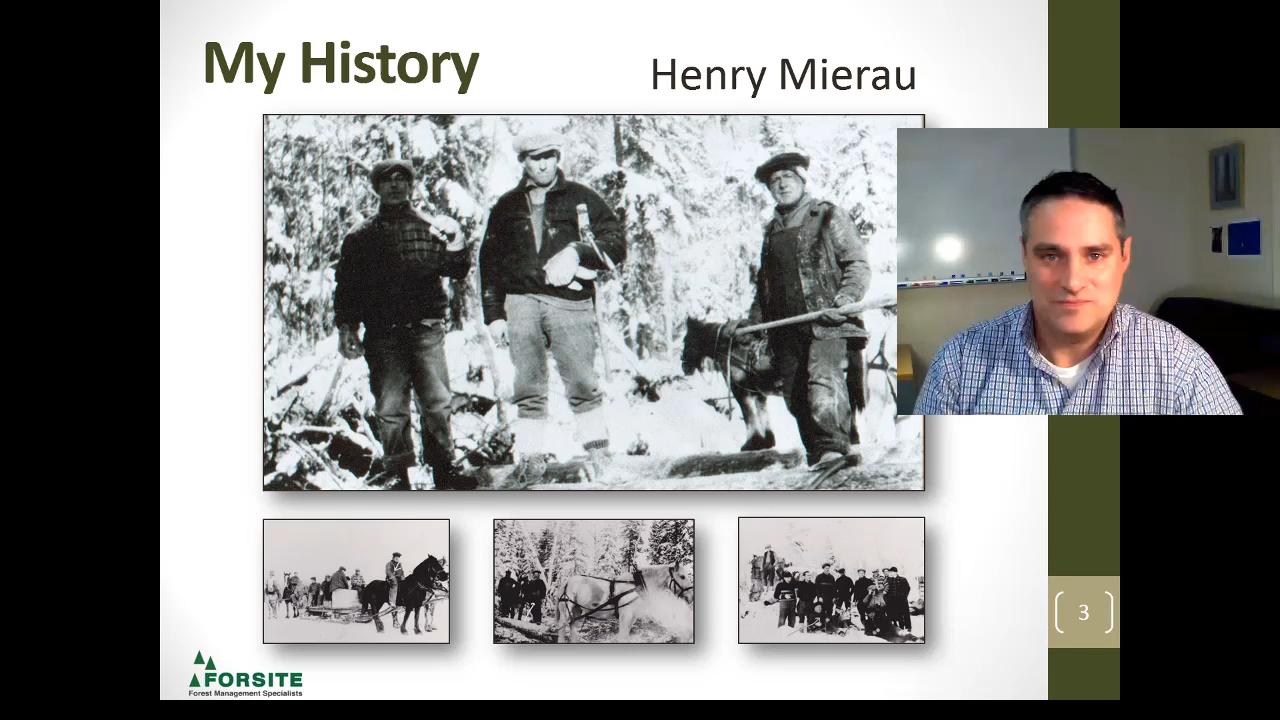 My History
Henry Mierau
3
FORSITE
Forest Management Specialists